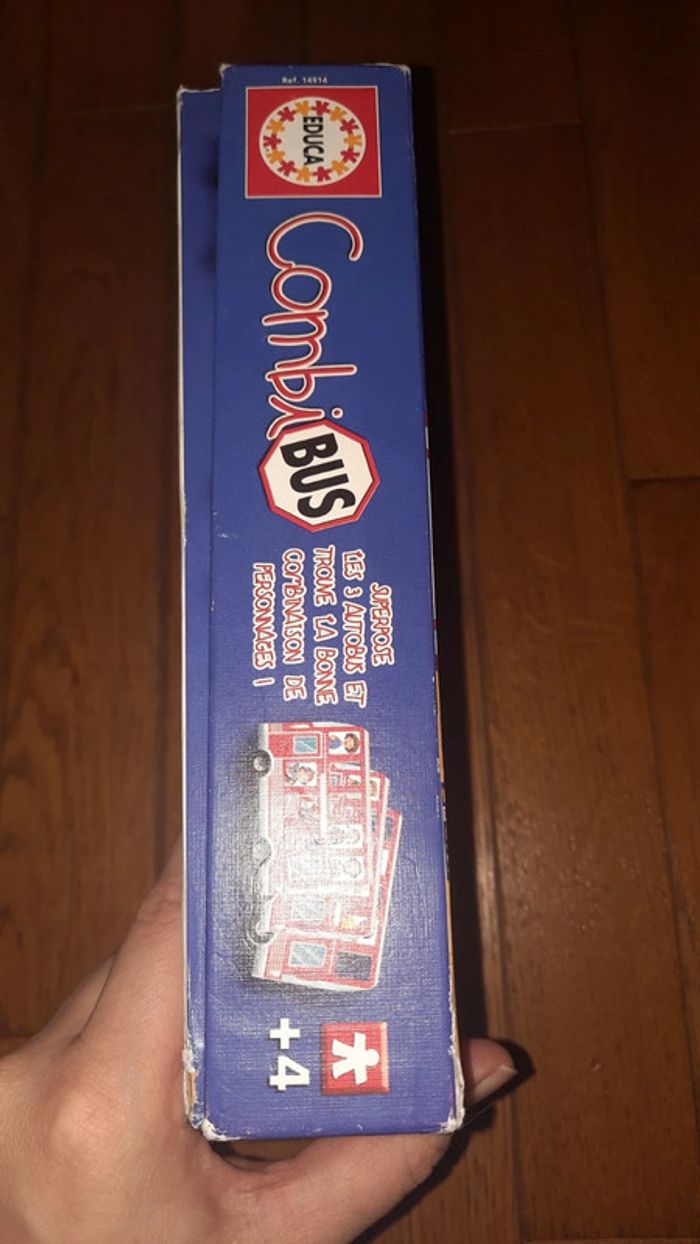 Ref. 14914
EDUCA
Combi
BUS
SUPERPOSE
LES 3 AUTOBUS ET
TROUVE LA BONNE
COMBINAISON DE
PERSONNAGES !
+4